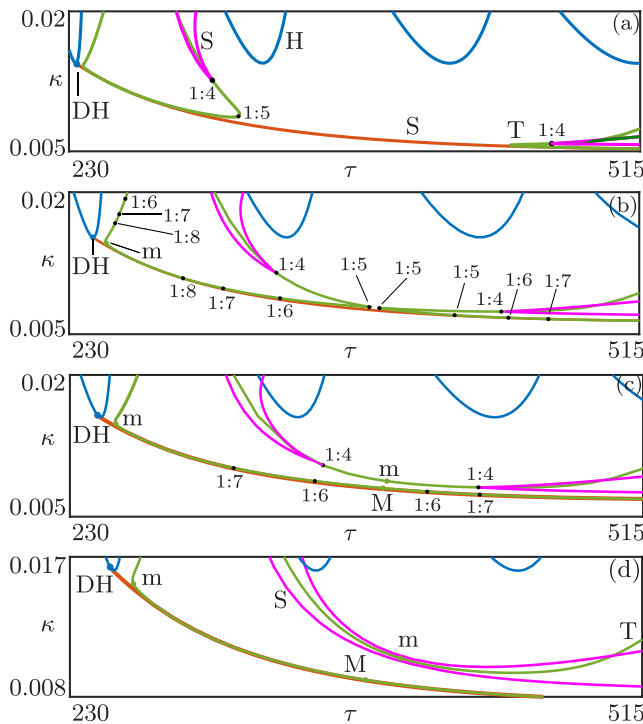 0.02 S H (a)
κ
DH 1:4
1:5 S T 1:4
0.005
230 τ 515
0.02 1:6 (b)
1:7
1:8
κ
DH m 1:4 1:5 1:5 1:5 1:4 1:6 1:7
1:8 1:7 1:6
0.005
230 τ 515
0.02 (c)
κ
DH m 1:4 m 1:4
1:7 1:6 M 1:6 1:7
0.005
230 τ 515
0.017 (d)
DH m
κ S m T
M
0.008
230 τ 515